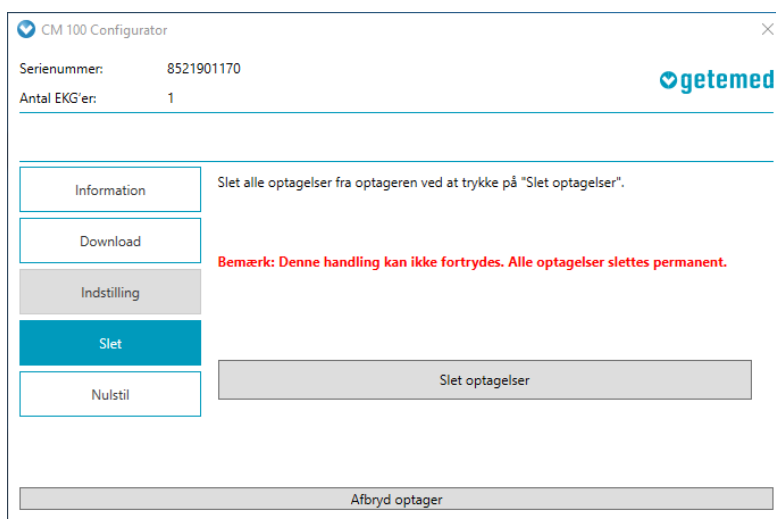 CM 100 Configurator
Serienummer: 8521901170
getemed
Antal EKG'er: 1
Information
Slet alle optagelser fra optageren ved at trykke på "Slet optagelser".
Download
Bemærk: Denne handling kan ikke fortrydes. Alle optagelser slettes permanent.
Indstilling
Slet
Slet optagelser
Nulstil
Afbryd optager